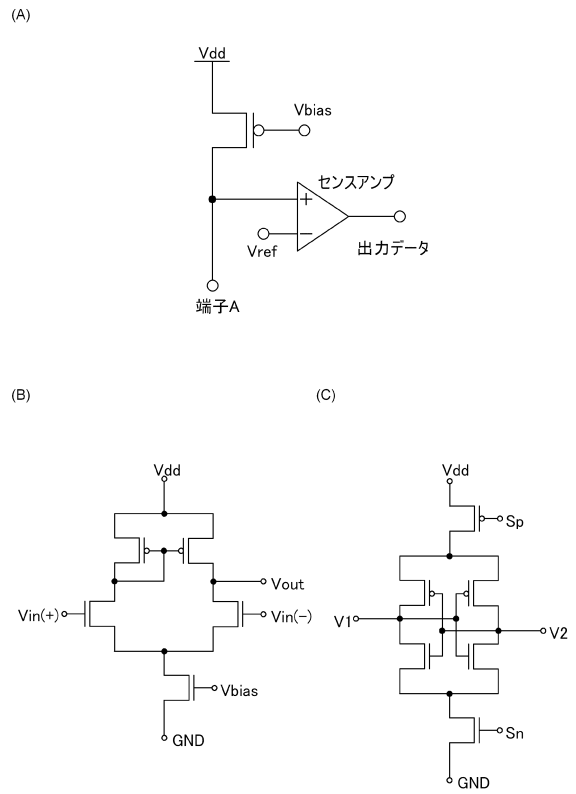 (A)
Vdd
Vbias
センスアンプ
+
−
Vref
出力データ
端子A
(B)
(C)
Vdd
Vout
Vin(+)
Vin(−)
Vbias
GND
Vdd
Sp
V1
V2
Sn
GND